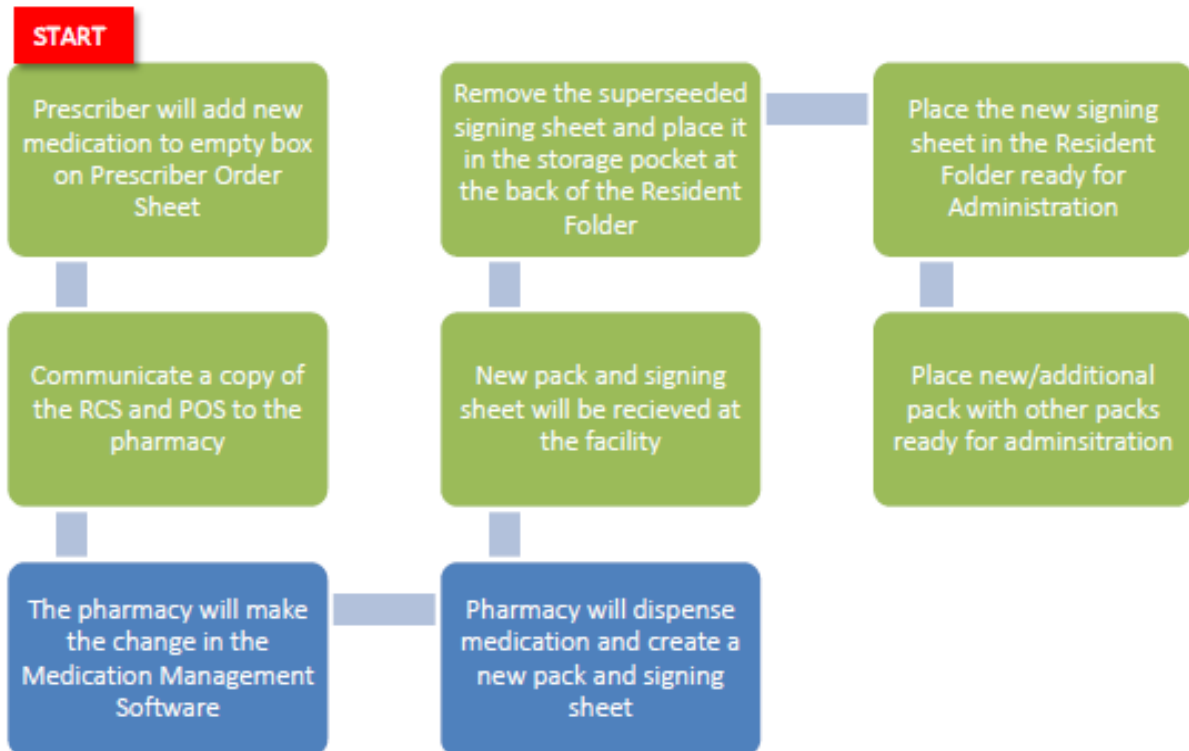 START
Prescriber will add new
medication to empty box
on Prescriber Order
Sheet
Communicate a copy of
the RCS and POS to the
pharmacy
The pharmacy will make
the change in the
Medication Management
Software
Pharmacy will dispense
medication and create a
new pack and signing
sheet
New pack and signing
sheet will be recieved at
the facility
Remove the superseeded
signing sheet and place it
in the storage pocket at
the back of the Resident
Folder
Place the new signing
sheet in the Resident
Folder ready for
Administration
Place new/additional
pack with other packs
ready for adminsitration